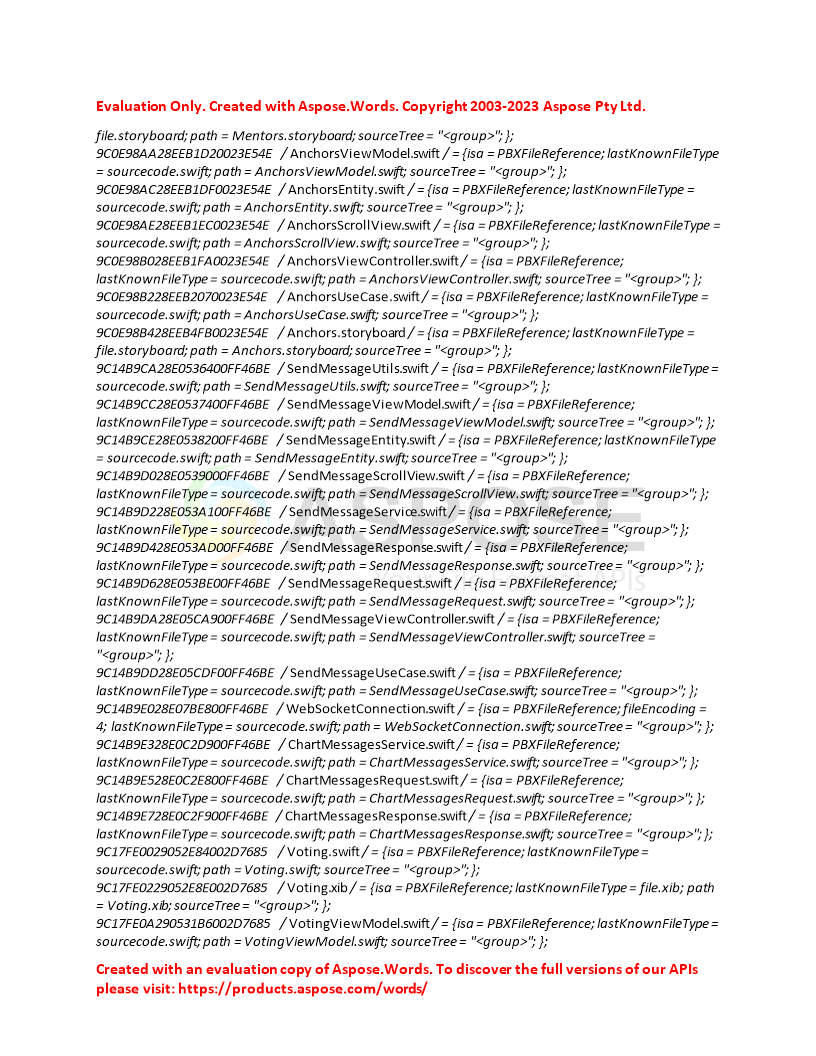 Evaluation Only. Created with Aspose.Words. Copyright 2003-2023 Aspose Pty Ltd.
file.storyboard; path = Mentors.storyboard; sourceTree = "<group>"; };
9C0E98AA28EEB1D20023E54E / AnchorsViewModel.swift / = {isa = PBXFileReference; lastKnownFileType
= sourcecode.swift; path = AnchorsViewModel.swift; sourceTree = "<group>"; };
9C0E98AC28EEB1DF0023E54E / AnchorsEntity.swift / = {isa = PBXFileReference; lastKnownFileType =
sourcecode.swift; path = AnchorsEntity.swift; sourceTree = "<group>"; };
9C0E98AE28EEB1EC0023E54E / AnchorsScrollView.swift / = {isa = PBXFileReference; lastKnownFileType =
sourcecode.swift; path = AnchorsScrollView.swift; sourceTree = "<group>"; };
9C0E98B028EEB1FA0023E54E / AnchorsViewController.swift / = {isa = PBXFileReference;
lastKnownFileType = sourcecode.swift; path = AnchorsViewController.swift; sourceTree = "<group>"; };
9C0E98B228EEB2070023E54E / AnchorsUseCase.swift / = {isa = PBXFileReference; lastKnownFileType =
sourcecode.swift; path = AnchorsUseCase.swift; sourceTree = "<group>"; };
9C0E98B428EEB4FB0023E54E / Anchors.storyboard / = {isa = PBXFileReference; lastKnownFileType =
file.storyboard; path = Anchors.storyboard; sourceTree = "<group>"; };
9C14B9CA28E0536400FF46BE / SendMessageUtils.swift / = {isa = PBXFileReference; lastKnownFileType =
sourcecode.swift; path = SendMessageUtils.swift; sourceTree = "<group>"; };
9C14B9CC28E0537400FF46BE / SendMessageViewModel.swift / = {isa = PBXFileReference;
lastKnownFileType = sourcecode.swift; path = SendMessageViewModel.swift; sourceTree = "<group>"; };
9C14B9CE28E0538200FF46BE / SendMessageEntity.swift / = {isa = PBXFileReference; lastKnownFileType
= sourcecode.swift; path = SendMessageEntity.swift; sourceTree = "<group>"; };
9C14B9D028E0539000FF46BE / SendMessageScrollView.swift / = {isa = PBXFileReference;
lastKnownFileType = sourcecode.swift; path = SendMessageScrollView.swift; sourceTree = "<group>"; };
9C14B9D228E053A100FF46BE / SendMessageService.swift / = {isa = PBXFileReference;
lastKnownFileType = sourcecode.swift; path = SendMessageService.swift; sourceTree = "<group>"; };
9C14B9D428E053AD00FF46BE / SendMessageResponse.swift / = {isa = PBXFileReference;
lastKnownFileType = sourcecode.swift; path = SendMessageResponse.swift; sourceTree = "<group>"; };
9C14B9D628E053BE00FF46BE / SendMessageRequest.swift / = {isa = PBXFileReference;
lastKnownFileType = sourcecode.swift; path = SendMessageRequest.swift; sourceTree = "<group>"; };
9C14B9DA28E05CA900FF46BE / SendMessageViewController.swift / = {isa = PBXFileReference;
lastKnownFileType = sourcecode.swift; path = SendMessageViewController.swift; sourceTree =
"<group>"; };
9C14B9DD28E05CDF00FF46BE / SendMessageUseCase.swift / = {isa = PBXFileReference;
lastKnownFileType = sourcecode.swift; path = SendMessageUseCase.swift; sourceTree = "<group>"; };
9C14B9E028E07BE800FF46BE / WebSocketConnection.swift / = {isa = PBXFileReference; fileEncoding =
4; lastKnownFileType = sourcecode.swift; path = WebSocketConnection.swift; sourceTree = "<group>"; };
9C14B9E328E0C2D900FF46BE / ChartMessagesService.swift / = {isa = PBXFileReference;
lastKnownFileType = sourcecode.swift; path = ChartMessagesService.swift; sourceTree = "<group>"; };
9C14B9E528E0C2E800FF46BE / ChartMessagesRequest.swift / = {isa = PBXFileReference;
lastKnownFileType = sourcecode.swift; path = ChartMessagesRequest.swift; sourceTree = "<group>"; };
9C14B9E728E0C2F900FF46BE / ChartMessagesResponse.swift / = {isa = PBXFileReference;
lastKnownFileType = sourcecode.swift; path = ChartMessagesResponse.swift; sourceTree = "<group>"; };
9C17FE0029052E84002D7685 / Voting.swift / = {isa = PBXFileReference; lastKnownFileType =
sourcecode.swift; path = Voting.swift; sourceTree = "<group>"; };
9C17FE0229052E8E002D7685 / Voting.xib / = {isa = PBXFileReference; lastKnownFileType = file.xib; path
= Voting.xib; sourceTree = "<group>"; };
9C17FE0A290531B6002D7685 / VotingViewModel.swift / = {isa = PBXFileReference; lastKnownFileType =
sourcecode.swift; path = VotingViewModel.swift; sourceTree = "<group>"; };
ASPOSE
APIs
Created with an evaluation copy of Aspose.Words. To discover the full versions of our APIs
please visit: https://products.aspose.com/words/